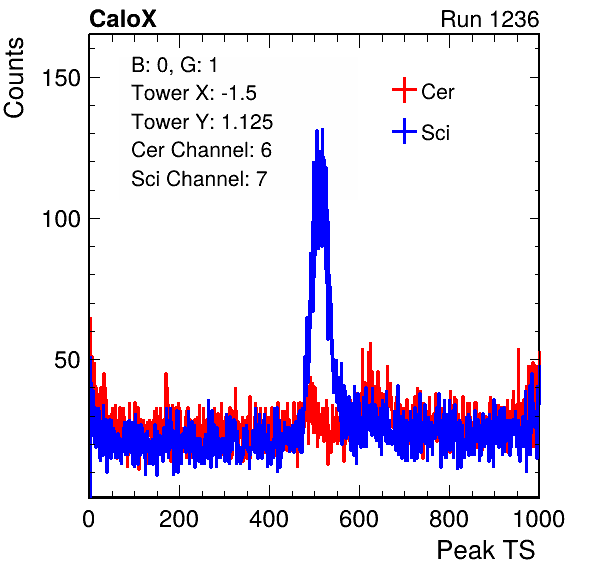 CaloX Run 1236
Counts
B: 0, G: 1
Tower X: -1.5
Tower Y: 1.125
Cer Channel: 6
Sci Channel: 7
Cer
Sci
150
100
50
0 200 400 600 800 1000
Peak TS